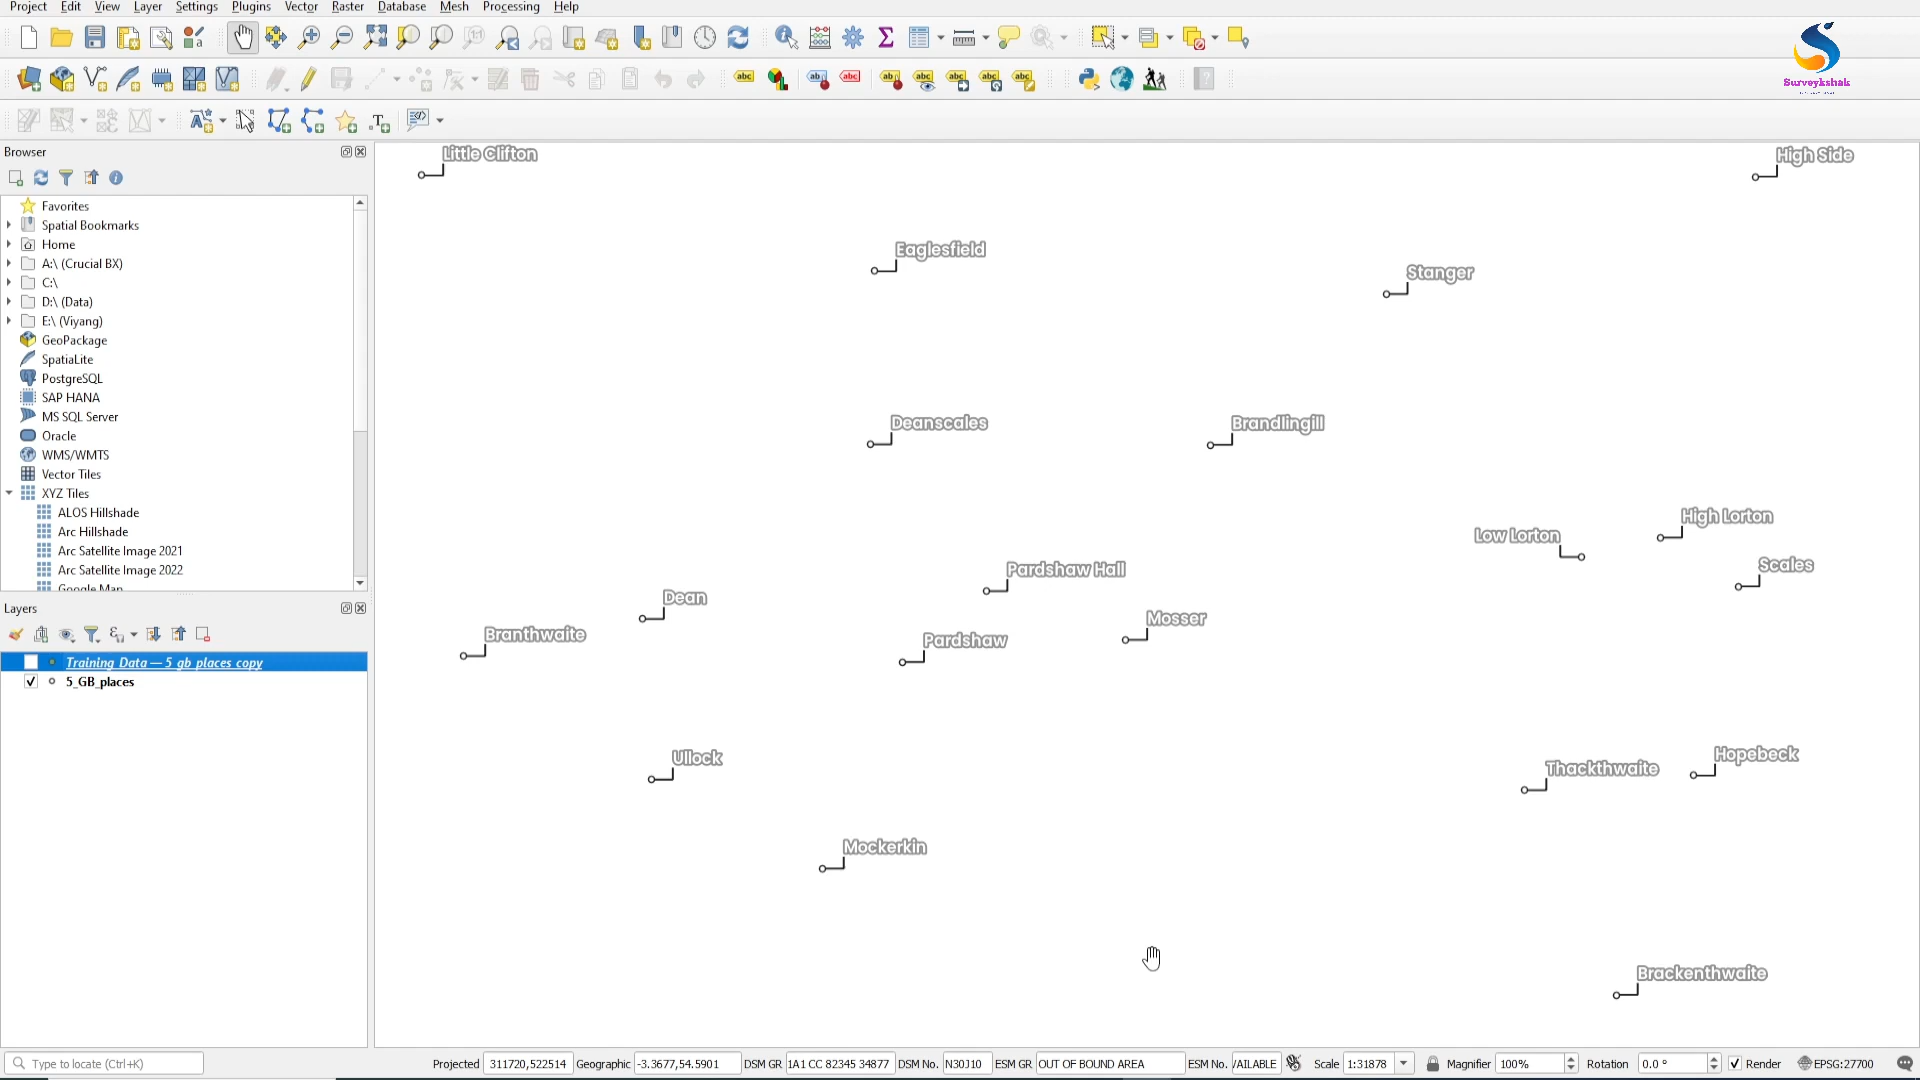 Project Edit View Layer Settings Plugins Vector Raster Database Mesh Processing Help
Surveykshak
Browser
Favorites
Spatial Bookmarks
Home
A:\ (Crucial BX)
C:\
D:\ (Data)
E:\ (Viyang)
GeoPackage
SpatiaLite
PostgreSQL
SAP HANA
MS SQL Server
Oracle
WMS/WMTS
Vector Tiles
XYZ Tiles
ALOS Hillshade
Arc Hillshade
Arc Satellite Image 2021
Arc Satellite Image 2022
Google Map
Layers
Training Data — 5 gb places copy
5_GB_places
Little Clifton
High Side
Eaglesfield
Stanger
Deanscales
Brandlingill
High Lorton
Low Lorton
Scales
Pardshaw Hall
Dean
Mosser
Branthwaite
Pardshaw
Ullock
Hopebeck
Thackthwaite
Mockerkin
Brackenthwaite
Type to locate (Ctrl+K)
Projected 311720,522514 Geographic -3.3677,54.5901 DSM GR 1A1 CC 82345 34877 DSM No. N30J10 ESM GR OUT OF BOUND AREA ESM No. /AILABLE Scale 1:31878 Magnifier 100% Rotation 0.0 ° Render EPSG:27700